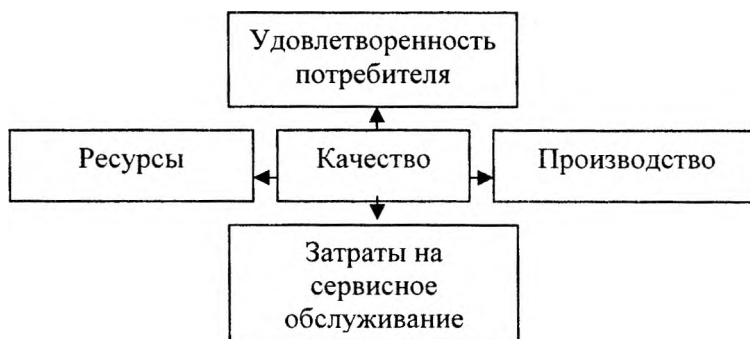 Удовлетворенность
потребителя
Ресурсы
Качество
Производство
Затраты на
сервисное
обслуживание